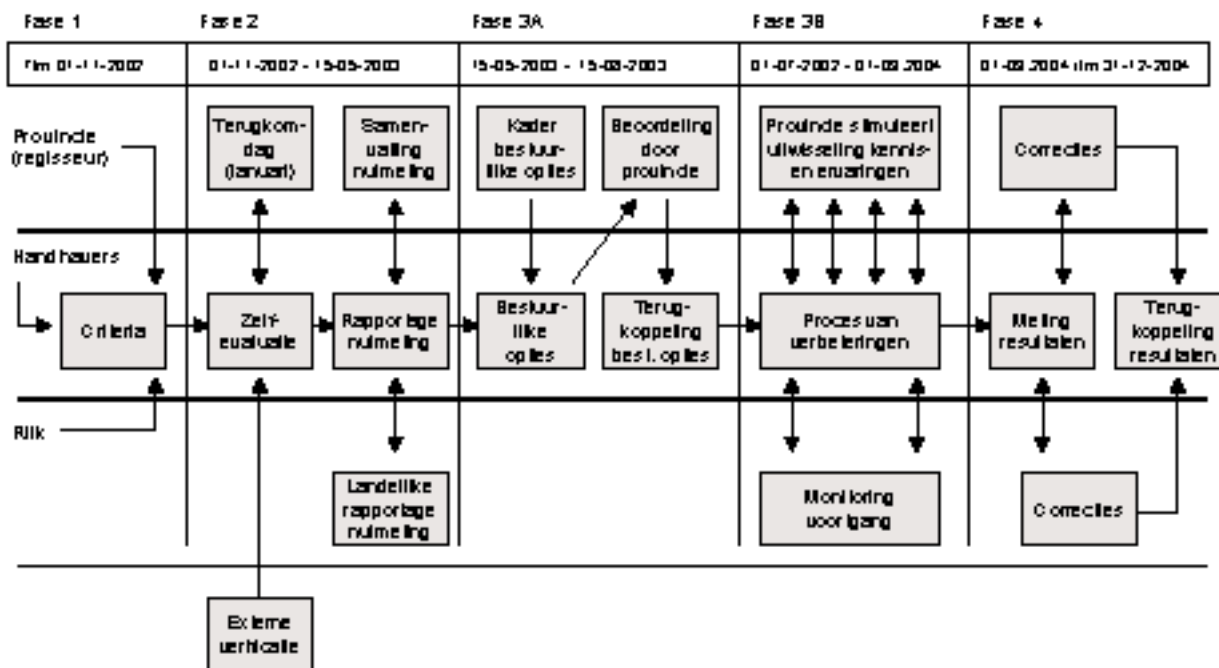 Fase 1
Fase 2
Fase 3A
Fase 3B
Fase 4
t/m 01-11-2002
01-11-2002 - 15-05-2003
15-05-2003 - 15-08-2003
01-09.2004
01-09.2004 t/m 31-12-2004
Provincie
(regisseur)
Terugkom-
dag
(januari)
Samen-
vatting
nulmeting
Kader
bestuur-
lijke opties
Beoordeling
door
provincie
Provincie stimuleert
uitwisseling kennis-
en ervaringen
Correcties
Handhavers
Criteria
Zelf-
evaluatie
Rapportage
nulmeting
Bestuur-
lijke
opties
Terug-
koppeling
best. opties
Proces van
verbeteringen
Meting
resultaten
Terug-
koppeling
resultaten
Rijk
Landelijke
rapportage
nulmeting
Monitoring
voortgang
Correcties
Externe
verificatie